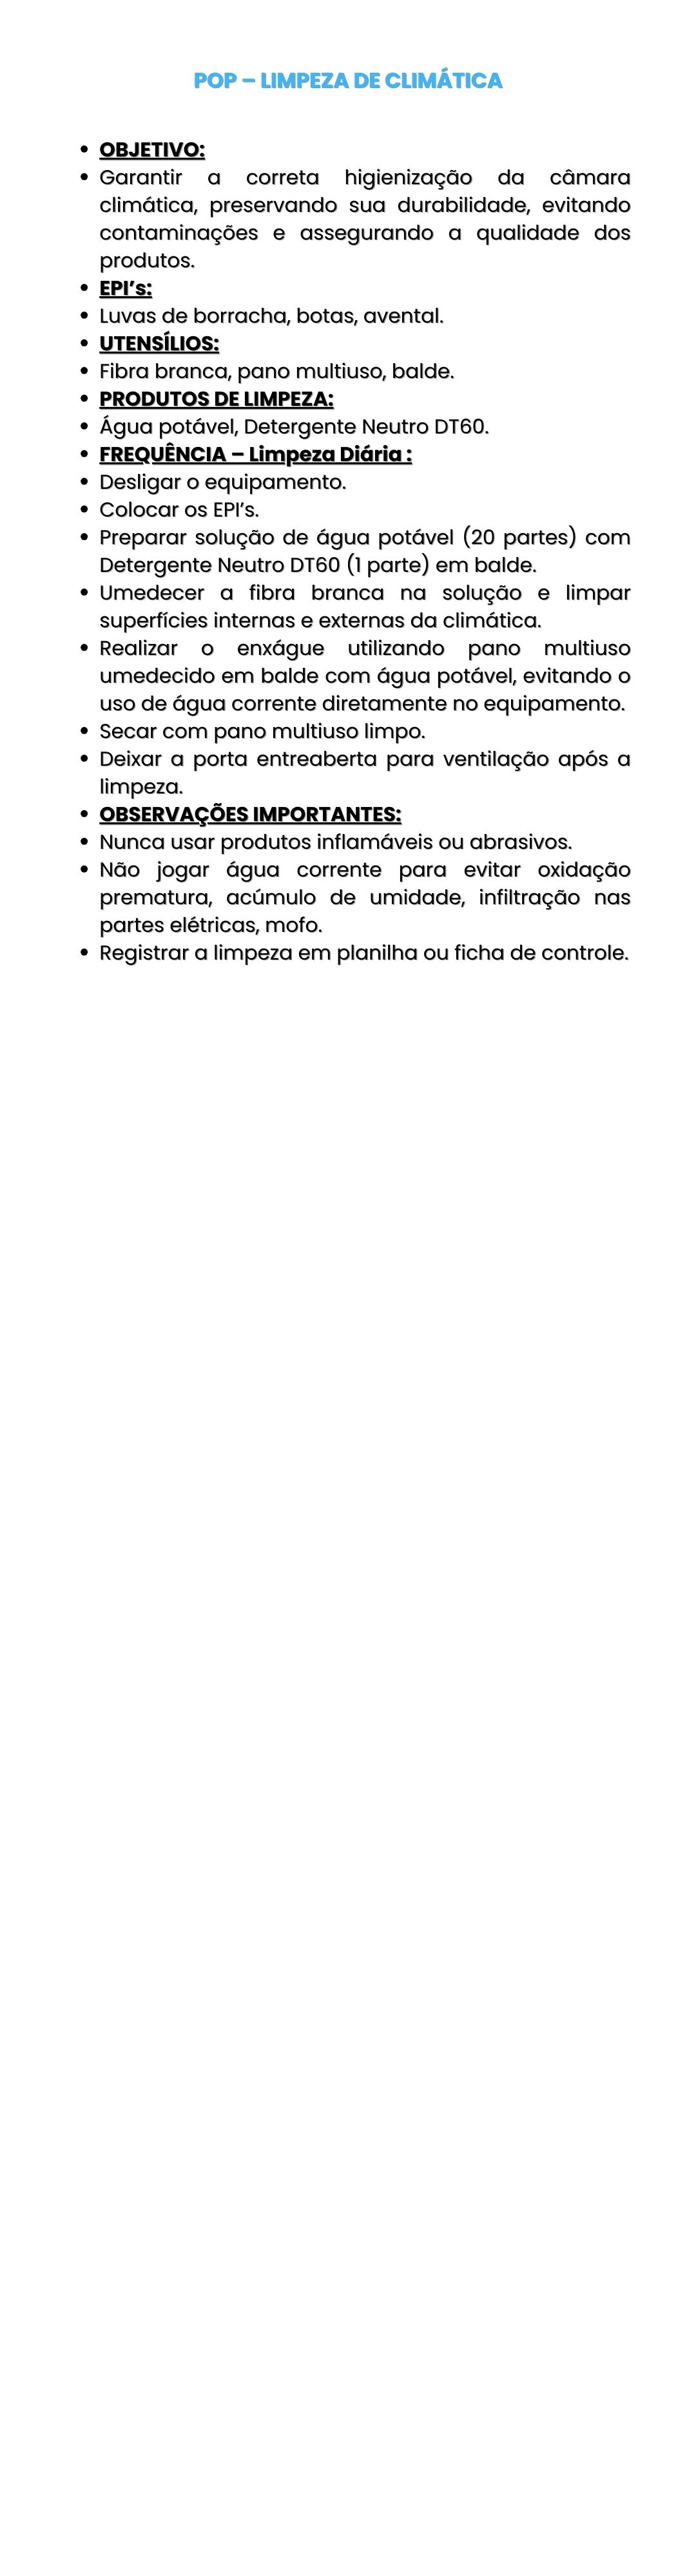 POP – LIMPEZA DE CLIMÁTICA
• OBJETIVO:
• Garantir a correta higienização da câmara
climática, preservando sua durabilidade, evitando
contaminações e assegurando a qualidade dos
produtos.
• EPI’s:
• Luvas de borracha, botas, avental.
• UTENSÍLIOS:
• Fibra branca, pano multiuso, balde.
• PRODUTOS DE LIMPEZA:
• Água potável, Detergente Neutro DT60.
• FREQUÊNCIA – Limpeza Diária :
• Desligar o equipamento.
• Colocar os EPI’s.
• Preparar solução de água potável (20 partes) com
Detergente Neutro DT60 (1 parte) em balde.
• Umedecer a fibra branca na solução e limpar
superfícies internas e externas da climática.
• Realizar o enxágue utilizando pano multiuso
umedecido em balde com água potável, evitando o
uso de água corrente diretamente no equipamento.
• Secar com pano multiuso limpo.
• Deixar a porta entreaberta para ventilação após a
limpeza.
• OBSERVAÇÕES IMPORTANTES:
• Nunca usar produtos inflamáveis ou abrasivos.
• Não jogar água corrente para evitar oxidação
prematura, acúmulo de umidade, infiltração nas
partes elétricas, mofo.
• Registrar a limpeza em planilha ou ficha de controle.